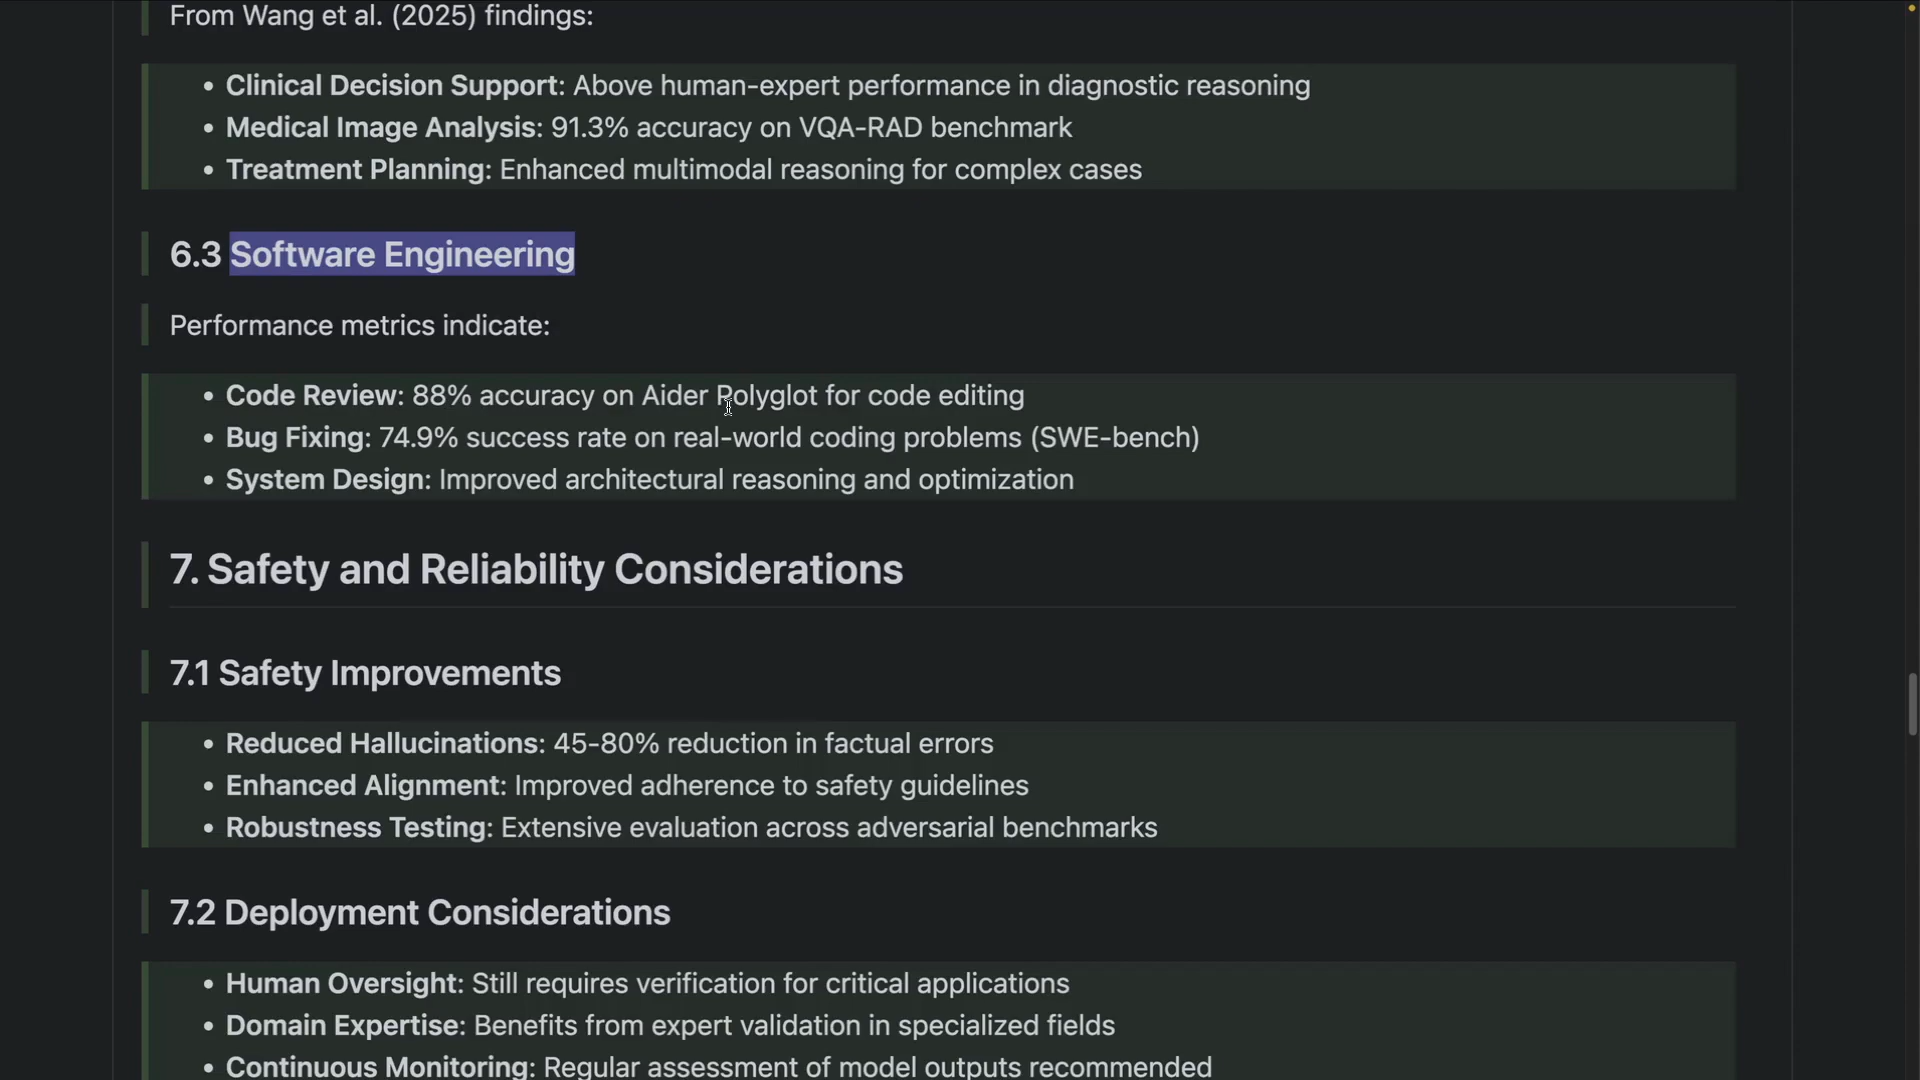 From Wang et al. (2025) findings:
• Clinical Decision Support: Above human-expert performance in diagnostic reasoning
• Medical Image Analysis: 91.3% accuracy on VQA-RAD benchmark
• Treatment Planning: Enhanced multimodal reasoning for complex cases
6.3 Software Engineering
Performance metrics indicate:
• Code Review: 88% accuracy on Aider Polyglot for code editing
• Bug Fixing: 74.9% success rate on real-world coding problems (SWE-bench)
• System Design: Improved architectural reasoning and optimization
7. Safety and Reliability Considerations
7.1 Safety Improvements
• Reduced Hallucinations: 45-80% reduction in factual errors
• Enhanced Alignment: Improved adherence to safety guidelines
• Robustness Testing: Extensive evaluation across adversarial benchmarks
7.2 Deployment Considerations
• Human Oversight: Still requires verification for critical applications
• Domain Expertise: Benefits from expert validation in specialized fields
• Continuous Monitoring: Regular assessment of model outputs recommended